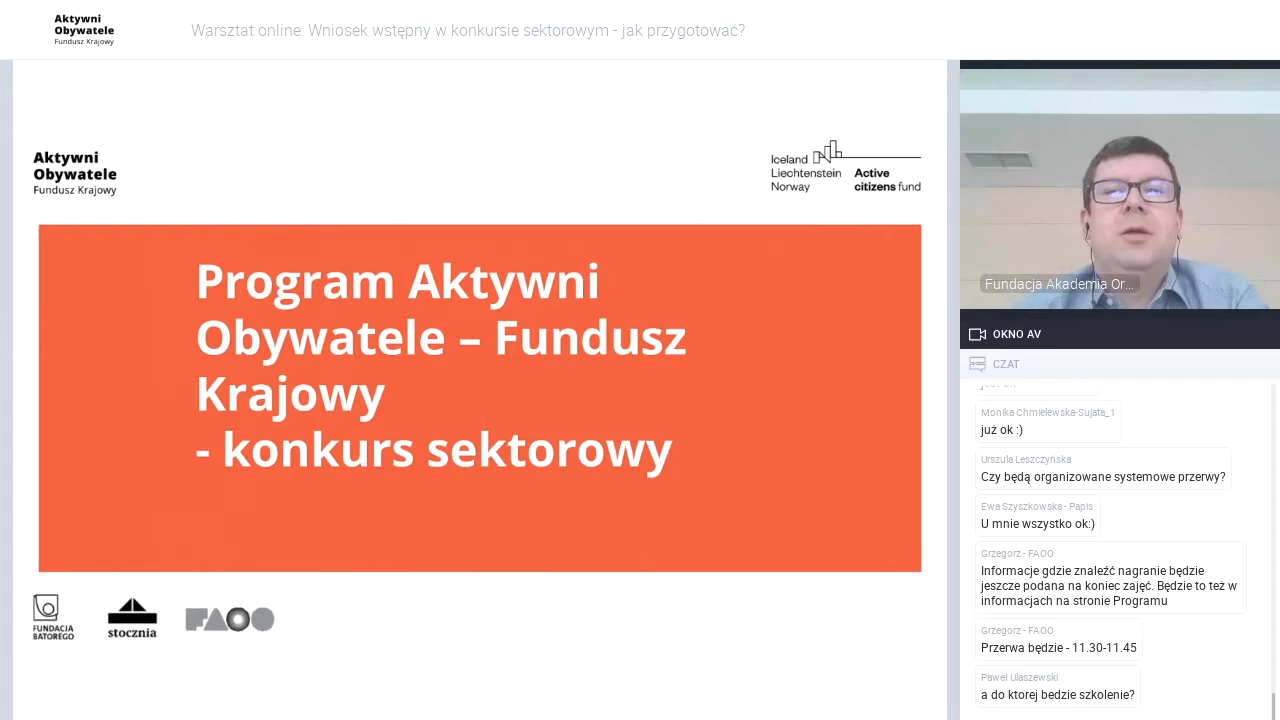 Aktywni
Obywatele
Fundusz Krajowy
Warsztat online: Wniosek wstępny w konkursie sektorowym - jak przygotować?
Aktywni
Obywatele
Fundusz Krajowy
Iceland
Liechtenstein
Norway
Active
citizens fund
Program Aktywni
Obywatele – Fundusz
Krajowy
- konkurs sektorowy
FUNDACJA
BATOREGO
stocznia
FAOO
Fundacja Akademia Or...
OKNO AV
CZAT
Monika Chmielewska-Sujata_1
już ok :)
Urszula Leszczyńska
Czy będą organizowane systemowe przerwy?
Ewa Szyszkowska - Papis
U mnie wszystko ok:)
Grzegorz - FAOO
Informacje gdzie znaleźć nagranie będzie
jeszcze podana na koniec zajęć. Będzie to też w
informacjach na stronie Programu
Grzegorz - FAOO
Przerwa będzie - 11.30-11.45
Paweł Ulaszewski
a do ktorej bedzie szkolenie?